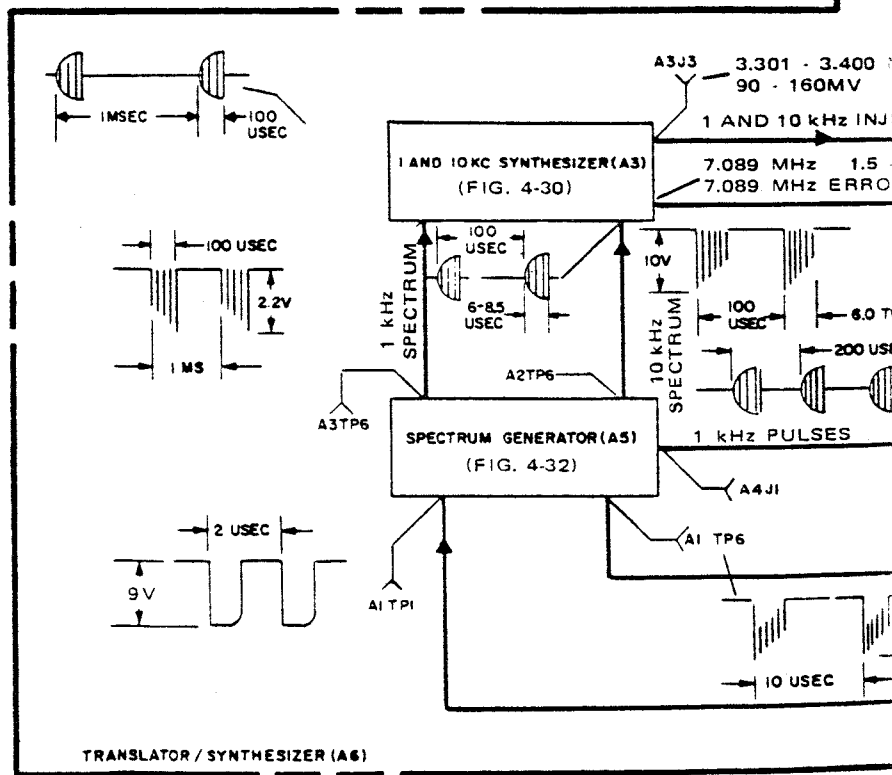 A3J3
3.301 - 3.400
90 - 160MV
1MSEC
100
USEC
1 AND 10 kHz INJ
1 AND 10KC SYNTHESIZER(A3)
(FIG. 4-30)
7.089 MHz 1.5
7.089 MHz ERRO
100 USEC
2.2V
1 MS
1 kHz
SPECTRUM
100
USEC
6-8.5
USEC
10V
10 kHz
SPECTRUM
100
USEC
6.0
200 USE
A3TP6
A2TP6
SPECTRUM GENERATOR(A5)
(FIG. 4-32)
1 kHz PULSES
A4J1
2 USEC
9V
A1TP1
A1 TP6
10 USEC
TRANSLATOR/SYNTHESIZER(A6)